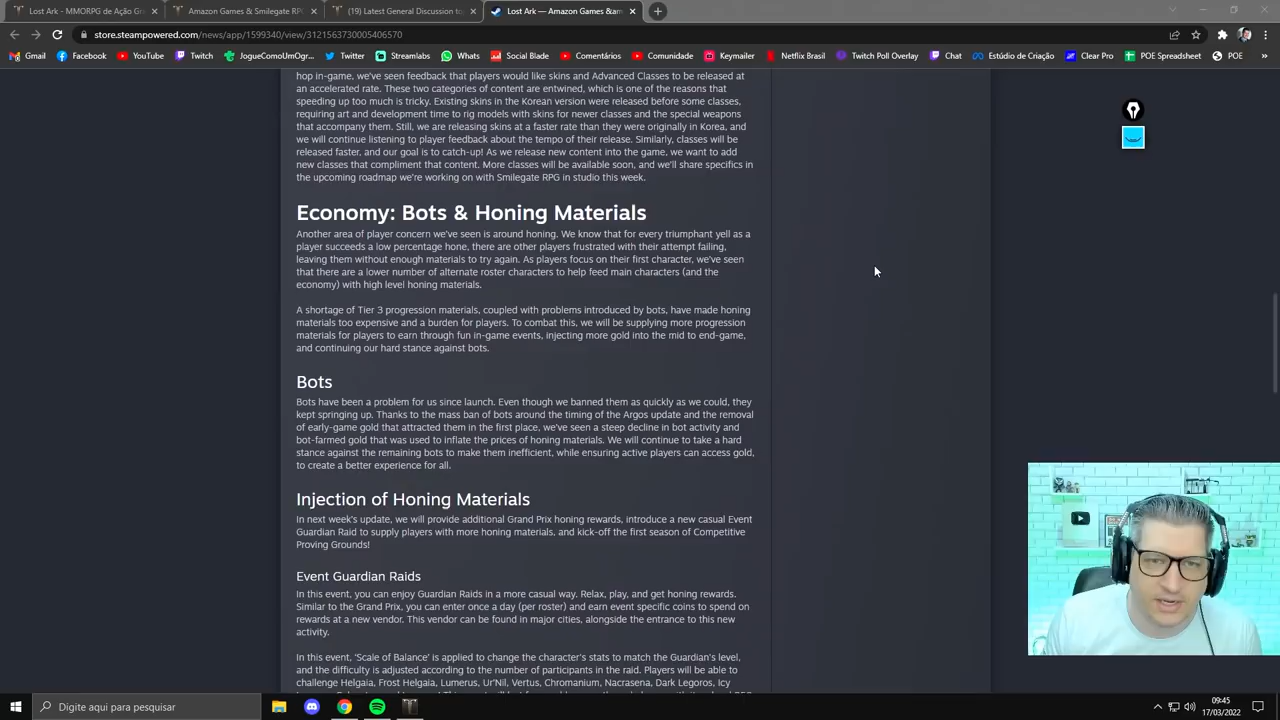 Lost Ark - MMORPG de Ação Gr
Amazon Games & Smilegate RP
(19) Latest General Discussion to
Lost Ark — Amazon Games &am
store.steampowered.com/news/app/1599340/view/3121563730005406570
Gmail
Facebook
YouTube
Twitch
JogueComoUmOgr...
Twitter
Streamlabs
Whats
Social Blade
Comentários
Comunidade
Keymailer
Netflix Brasil
Twitch Poll Overlay
Chat
Estúdio de Criação
Clear Pro
POE Spreadsheet
POE
hop in-game, we've seen feedback that players would like skins and Advanced Classes to be released at
an accelerated rate. These two categories of content are entwined, which is one of the reasons that
speeding up too much is tricky. Existing skins in the Korean version were released before some classes,
requiring art and development time to rig models with skins for newer classes and the special weapons
that accompany them. Still, we are releasing skins at a faster rate than they were originally in Korea, and
we will continue listening to player feedback about the tempo of their release. Similarly, classes will be
released faster, and our goal is to catch-up! As we release new content into the game, we want to add
new classes that compliment that content. More classes will be available soon, and we'll share specifics in
the upcoming roadmap we're working on with Smilegate RPG in studio this week.
Economy: Bots & Honing Materials
Another area of player concern we've seen is around honing. We know that for every triumphant yell as a
player succeeds a low percentage hone, there are other players frustrated with their attempt failing,
leaving them without enough materials to try again. As players focus on their first character, we've seen
that there are a lower number of alternate roster characters to help feed main characters (and the
economy) with high level honing materials.
A shortage of Tier 3 progression materials, coupled with problems introduced by bots, have made honing
materials too expensive and a burden for players. To combat this, we will be supplying more progression
materials for players to earn through fun in-game events, injecting more gold into the mid to end-game,
and continuing our hard stance against bots.
Bots
Bots have been a problem for us since launch. Even though we banned them as quickly as we could, they
kept springing up. Thanks to the mass ban of bots around the timing of the Argos update and the removal
of early-game gold that attracted them in the first place, we've seen a steep decline in bot activity and
bot-farmed gold that was used to inflate the prices of honing materials. We will continue to take a hard
stance against the remaining bots to make them inefficient, while ensuring active players can access gold,
to create a better experience for all.
Injection of Honing Materials
In next week's update, we will provide additional Grand Prix honing rewards, introduce a new casual Event
Guardian Raid to supply players with more honing materials, and kick-off the first season of Competitive
Proving Grounds!
Event Guardian Raids
In this event, you can enjoy Guardian Raids in a more casual way. Relax, play, and get honing rewards.
Similar to the Grand Prix, you can enter once a day (per roster) and earn event specific coins to spend on
rewards at a new vendor. This vendor can be found in major cities, alongside the entrance to this new
activity.
In this event, 'Scale of Balance' is applied to change the character's stats to match the Guardian's level,
and the difficulty is adjusted according to the number of participants in the raid. Players will be able to
challenge Helgaia, Frost Helgaia, Lumerus, Ur'Nil, Vertus, Chromanium, Nacrasena, Dark Legoros, Icy
Digite aqui para pesquisar
09:45
17/03/2022